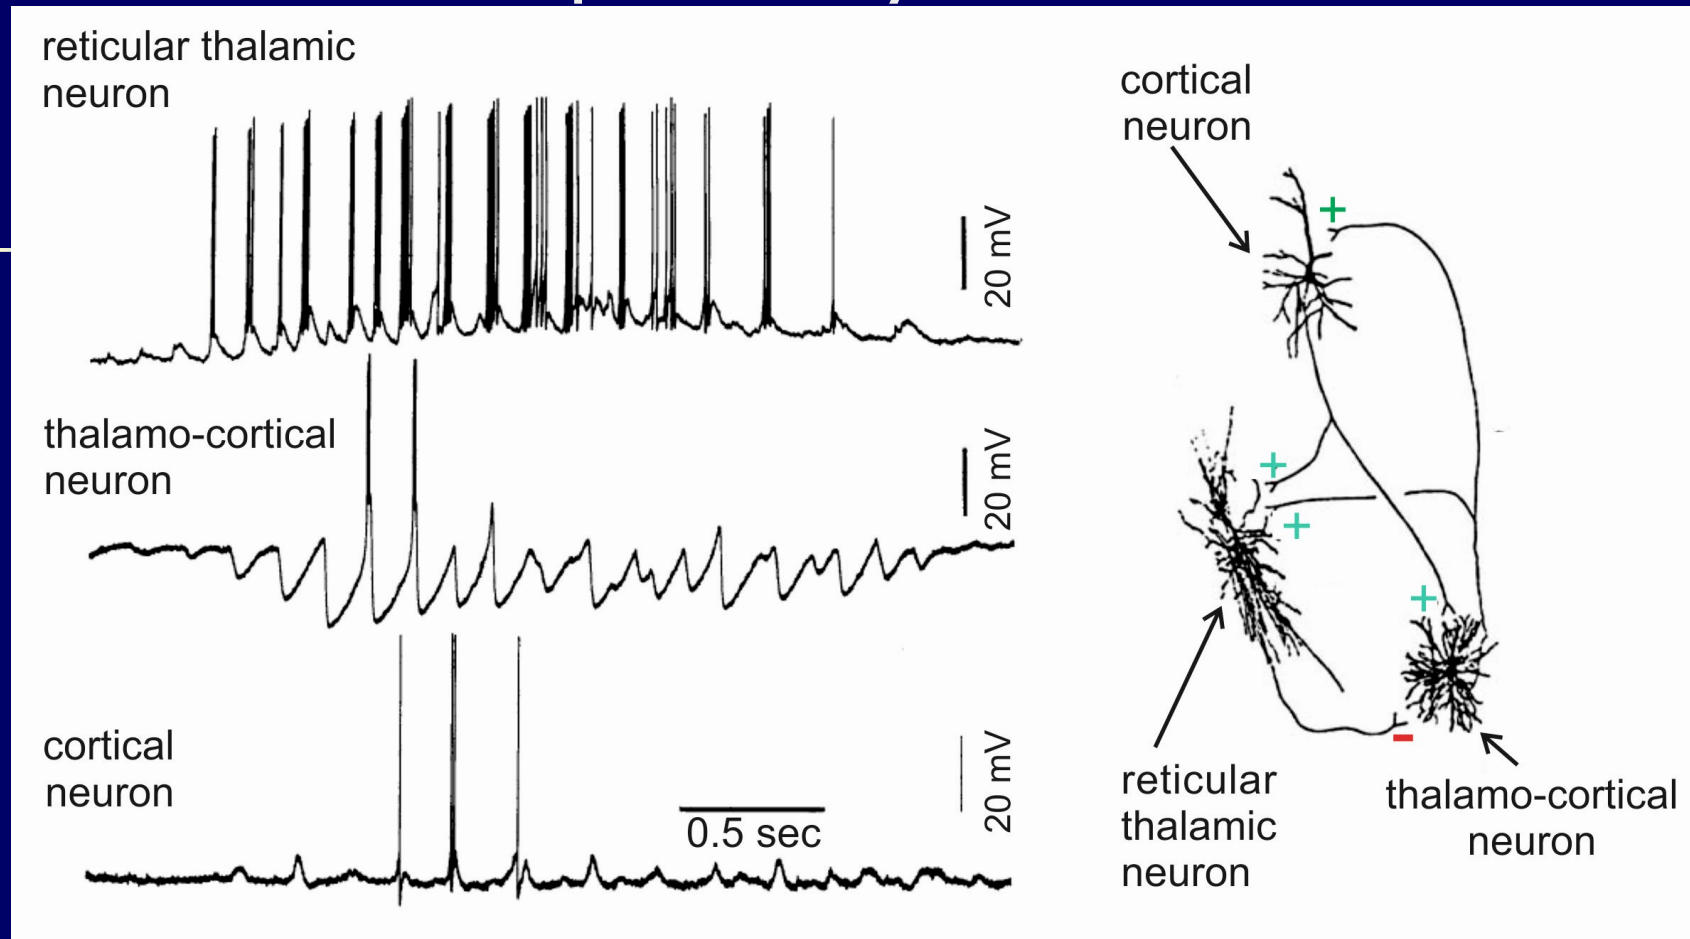 reticular thalamic
neuron
20 mV
thalamo-cortical
neuron
20 mV
cortical
neuron
20 mV
0.5 sec
cortical
neuron
+
+
+
+
-
reticular
thalamic
neuron
thalamo-cortical
neuron